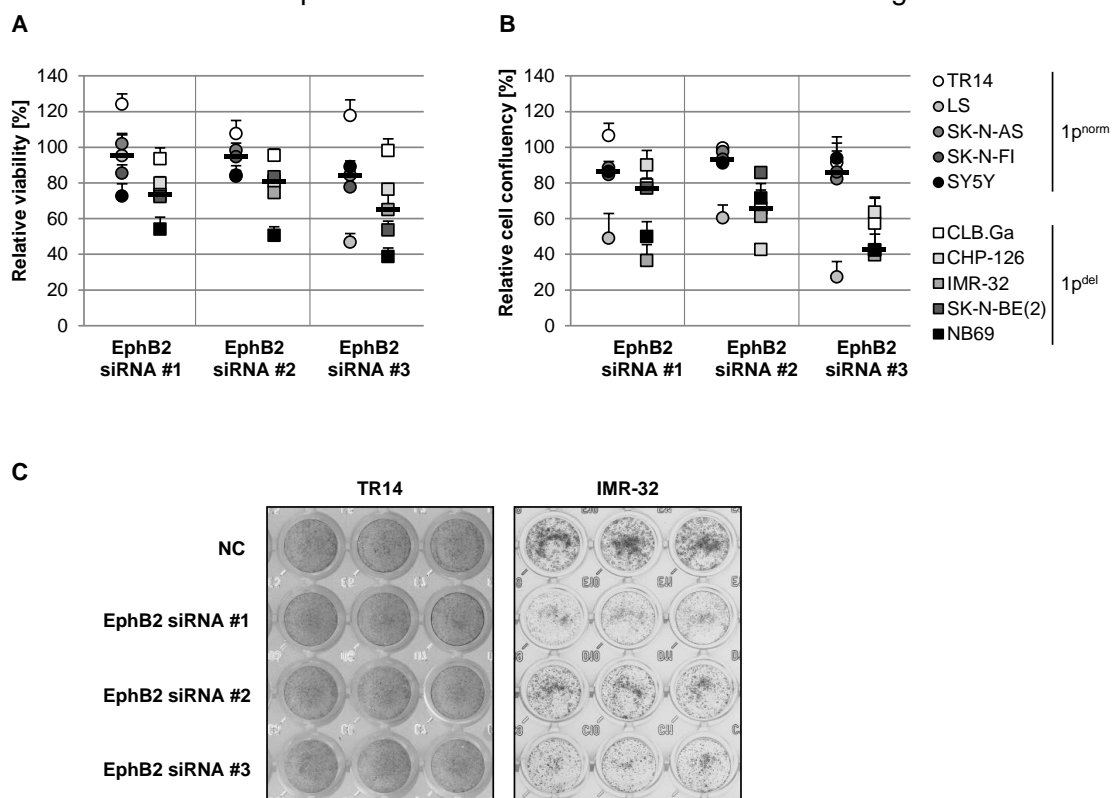 A
B
Relative viability [%]
140
120
100
80
60
40
20
0
EphB2 siRNA #1
EphB2 siRNA #2
EphB2 siRNA #3
Relative cell confluency [%]
140
120
100
80
60
40
20
0
EphB2 siRNA #1
EphB2 siRNA #2
EphB2 siRNA #3
TR14
LS
SK-N-AS
SK-N-FI
SY5Y
1pnorm
CLB.Ga
CHP-126
IMR-32
SK-N-BE(2)
NB69
1pdel
C
TR14
IMR-32
NC
EphB2 siRNA #1
EphB2 siRNA #2
EphB2 siRNA #3